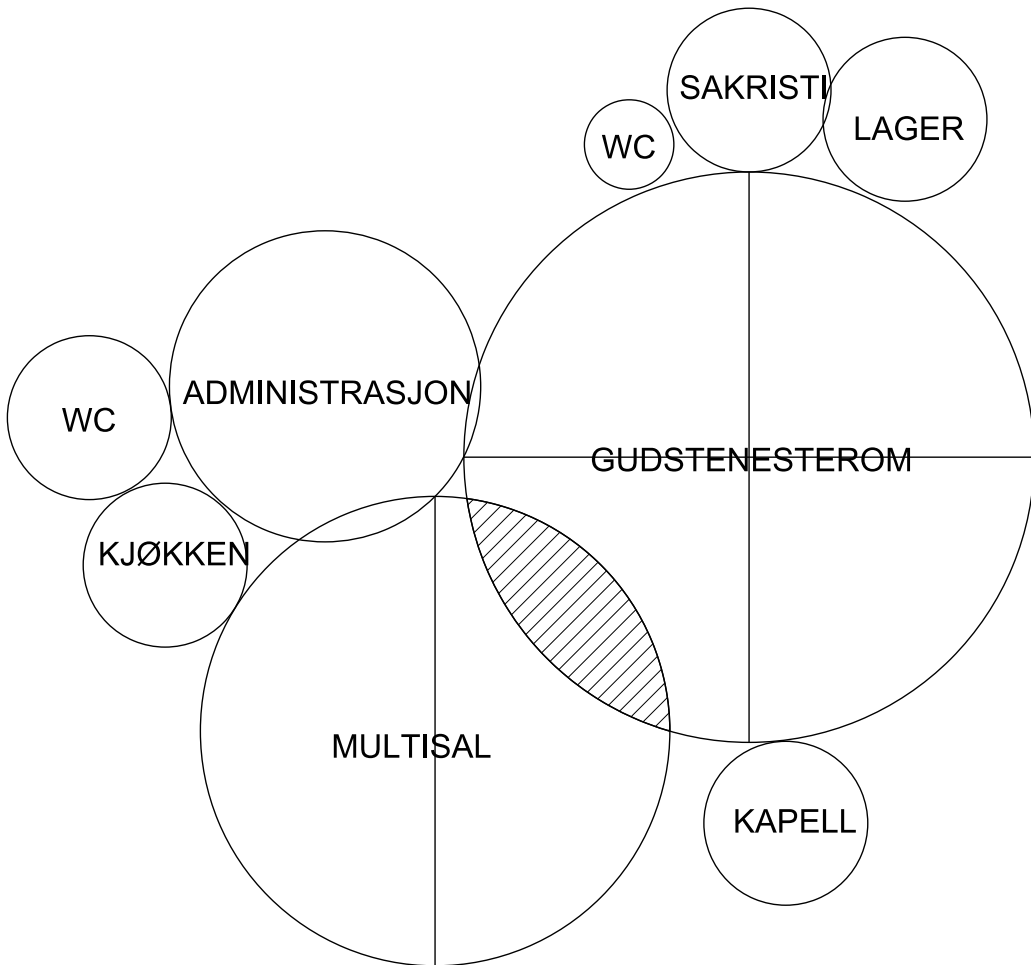 SAKRISTI
LAGER
WC
ADMINISTRASJON
WC
GUDSTENESTEROM
KJØKKEN
MULTISAL
KAPELL